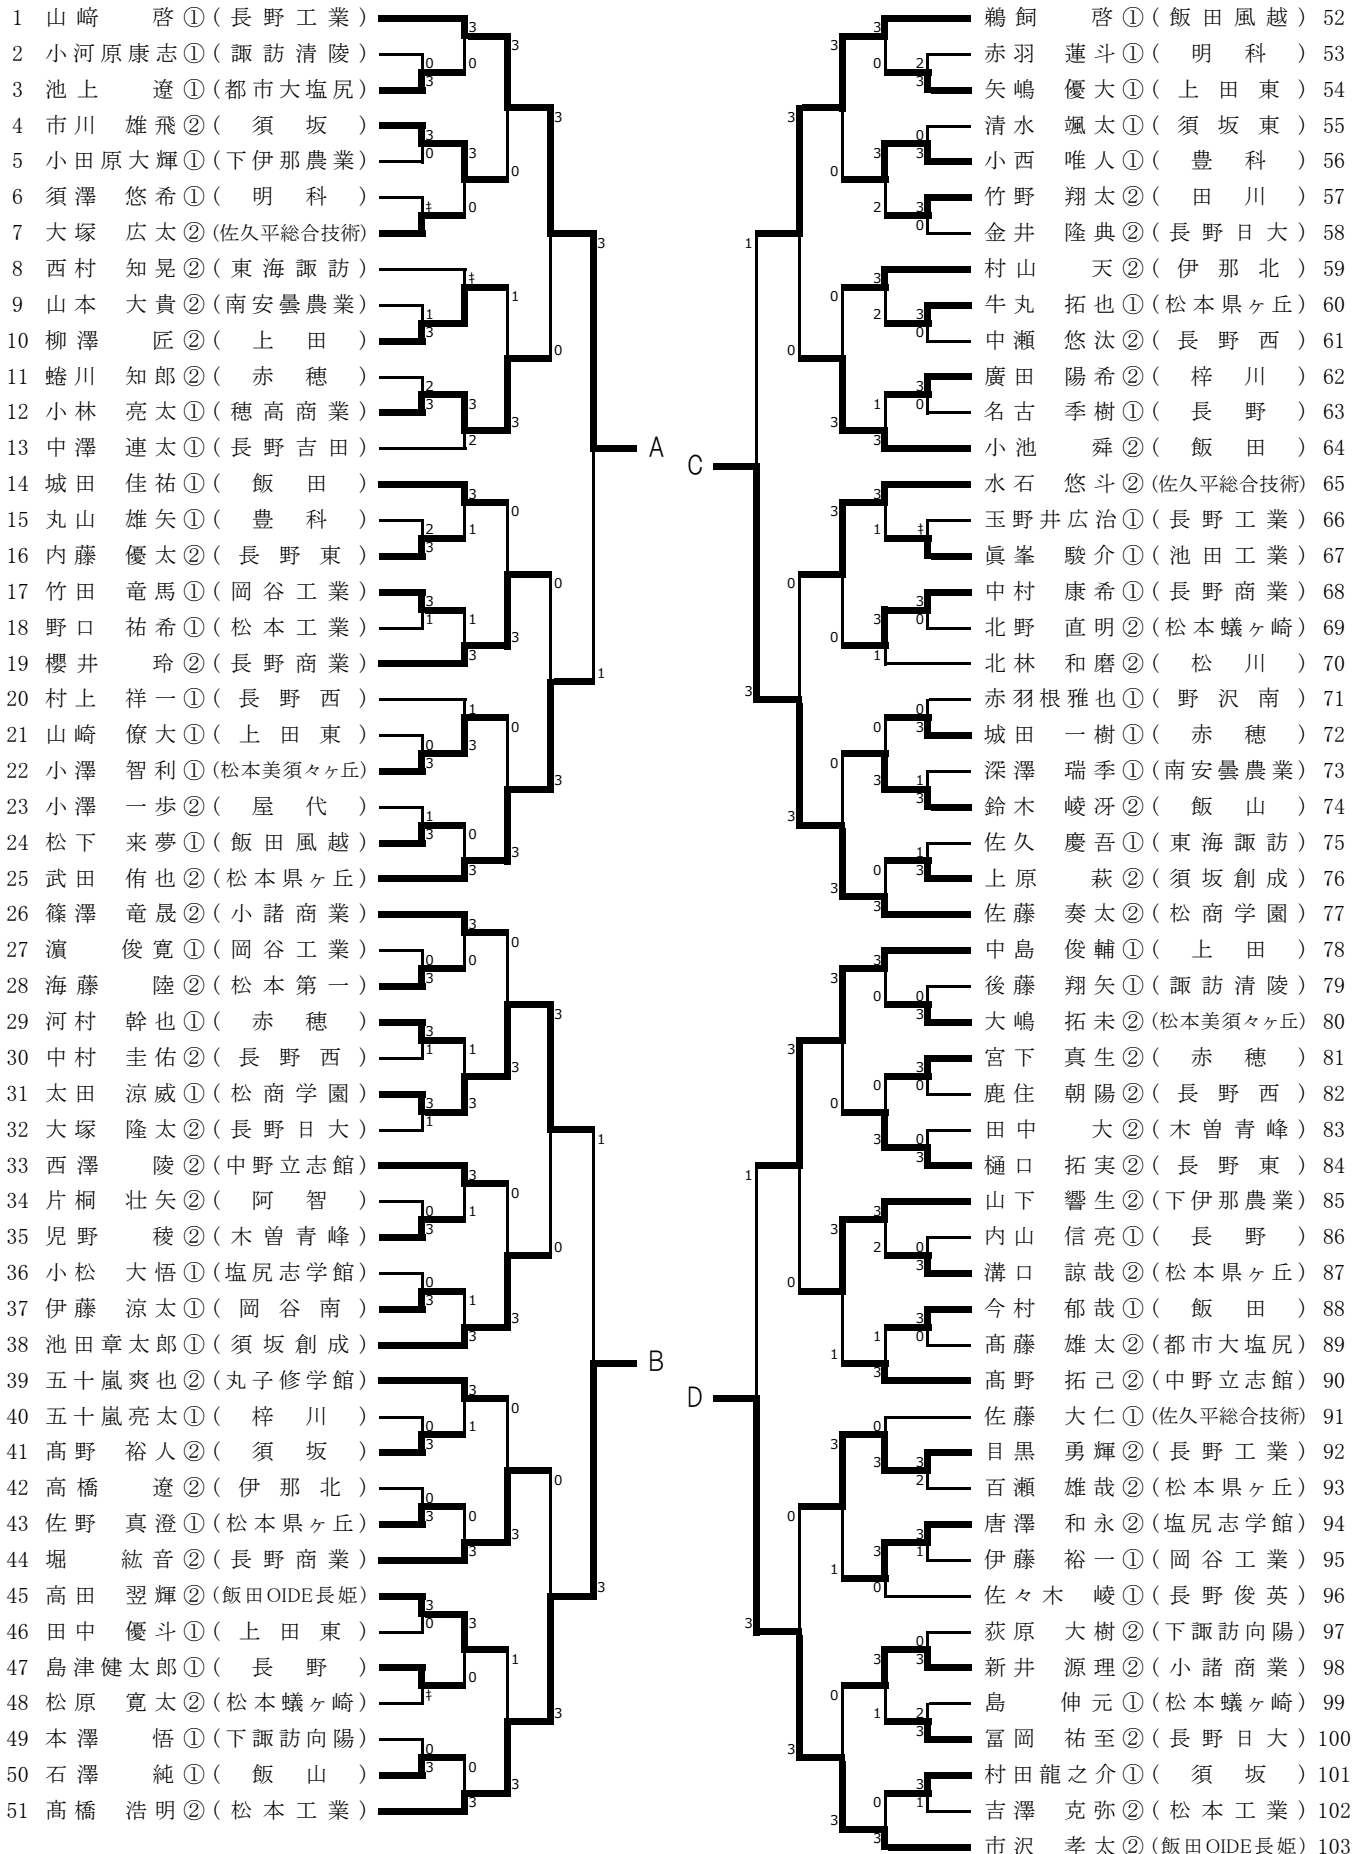 1 山﨑　啓①(長野工業)
2 小河原康志①(諏訪清陵)
3 池上　遼①(都市大塩尻)
4 市川　雄飛②(須坂)
5 小田原大輝①(下伊那農業)
6 須澤　悠希①(明科)
7 大塚　広太②(佐久平総合技術)
8 西村　知晃②(東海諏訪)
9 山本　大貴②(南安曇農業)
10 柳澤　匠②(上田)
11 蜷川　知郎②(赤穂)
12 小林　亮太①(穂高商業)
13 中澤　連太①(長野吉田)
14 城田　佳祐①(飯田)
15 丸山　雄矢①(豊科)
16 内藤　優太②(長野東)
17 竹田　竜馬①(岡谷工業)
18 野口　祐希①(松本工業)
19 櫻井　玲②(長野商業)
20 村上　祥一①(長野西)
21 山崎　僚大①(上田東)
22 小澤　智利①(松本美須々ヶ丘)
23 小澤　一歩②(屋代)
24 松下　来夢①(飯田風越)
25 武田　侑也②(松本県ヶ丘)
26 篠澤　竜晟②(小諸商業)
27 濵　俊寛①(岡谷工業)
28 海藤　陸②(松本第一)
29 河村　幹也①(赤穂)
30 中村　圭佑②(長野西)
31 太田　涼威①(松商学園)
32 大塚　隆太②(長野日大)
33 西澤　陵②(中野立志館)
34 片桐　壮矢②(阿智)
35 児野　稜②(木曽青峰)
36 小松　大悟①(塩尻志学館)
37 伊藤　涼太①(岡谷南)
38 池田章太郎①(須坂創成)
39 五十嵐爽也②(丸子修学館)
40 五十嵐亮太①(梓川)
41 髙野　裕人②(須坂)
42 高橋　遼②(伊那北)
43 佐野　真澄①(松本県ヶ丘)
44 堀　紘音②(長野商業)
45 高田　翌輝②(飯田OIDE長姫)
46 田中　優斗①(上田東)
47 島津健太郎①(長野)
48 松原　寛太②(松本蟻ヶ崎)
49 本澤　悟①(下諏訪向陽)
50 石澤　純①(飯山)
51 髙橋　浩明②(松本工業)
A
B
C
D
鵜飼　啓①(飯田風越) 52
赤羽　蓮斗①(明科) 53
矢嶋　優大①(上田東) 54
清水　颯太①(須坂東) 55
小西　唯人①(豊科) 56
竹野　翔太②(田川) 57
金井　隆典②(長野日大) 58
村山　天②(伊那北) 59
牛丸　拓也①(松本県ヶ丘) 60
中瀬　悠汰②(長野西) 61
廣田　陽希②(梓川) 62
名古　季樹①(長野) 63
小池　舜②(飯田) 64
水石　悠斗②(佐久平総合技術) 65
玉野井広治①(長野工業) 66
眞峯　駿介①(池田工業) 67
中村　康希①(長野商業) 68
北野　直明②(松本蟻ヶ崎) 69
北林　和磨②(松川) 70
赤羽根雅也①(野沢南) 71
城田　一樹①(赤穂) 72
深澤　瑞季①(南安曇農業) 73
鈴木　崚冴②(飯山) 74
佐久　慶吾①(東海諏訪) 75
上原　萩②(須坂創成) 76
佐藤　奏太②(松商学園) 77
中島　俊輔①(上田) 78
後藤　翔矢①(諏訪清陵) 79
大嶋　拓未②(松本美須々ヶ丘) 80
宮下　真生②(赤穂) 81
鹿住　朝陽②(長野西) 82
田中　大②(木曽青峰) 83
樋口　拓実②(長野東) 84
山下　響生②(下伊那農業) 85
内山　信亮①(長野) 86
溝口　諒哉②(松本県ヶ丘) 87
今村　郁哉①(飯田) 88
髙藤　雄太②(都市大塩尻) 89
髙野　拓己②(中野立志館) 90
佐藤　大仁①(佐久平総合技術) 91
目黒　勇輝②(長野工業) 92
百瀬　雄哉②(松本県ヶ丘) 93
唐澤　和永②(塩尻志学館) 94
伊藤　裕一①(岡谷工業) 95
佐々木　崚①(長野俊英) 96
荻原　大樹②(下諏訪向陽) 97
新井　源理②(小諸商業) 98
島　伸元①(松本蟻ヶ崎) 99
冨岡　祐至②(長野日大) 100
村田龍之介①(須坂) 101
吉澤　克弥②(松本工業) 102
市沢　孝太②(飯田OIDE長姫) 103